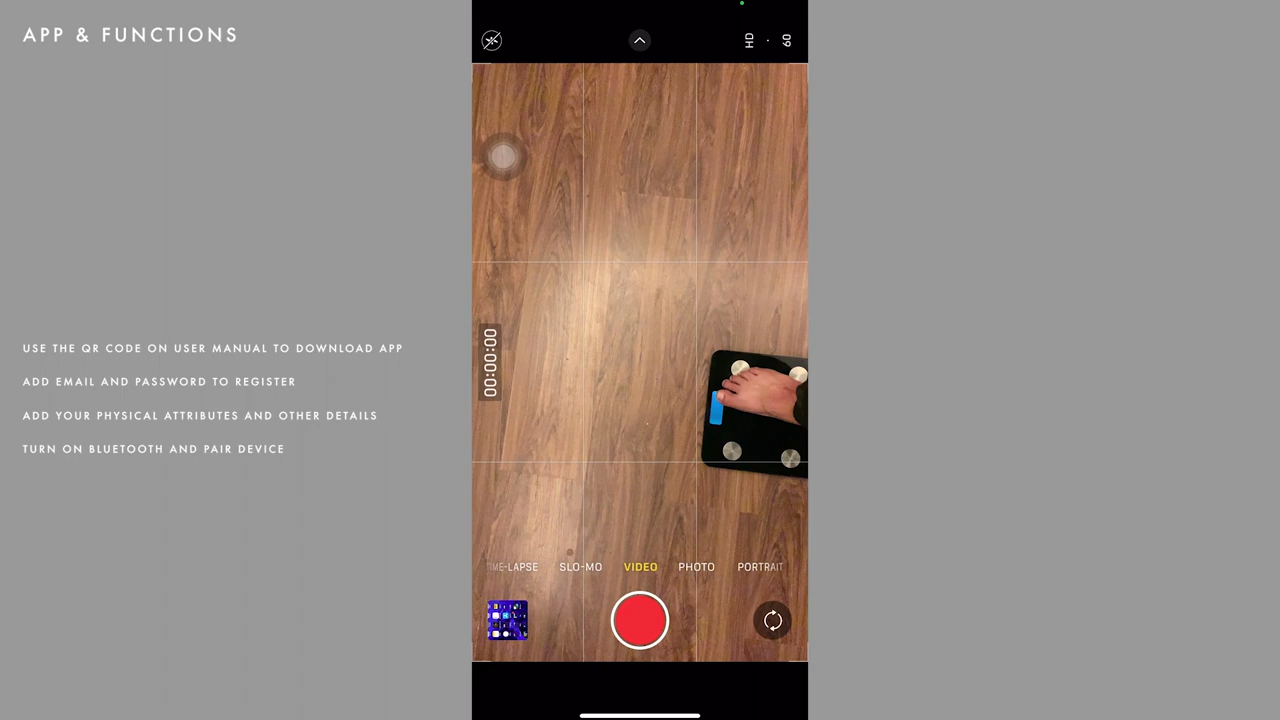 APP & FUNCTIONS
HD · 60
USE THE QR CODE ON USER MANUAL TO DOWNLOAD APP
ADD EMAIL AND PASSWORD TO REGISTER
ADD YOUR PHYSICAL ATTRIBUTES AND OTHER DETAILS
TURN ON BLUETOOTH AND PAIR DEVICE
00:00:00
IME-LAPSE SLO-MO VIDEO PHOTO PORTRAIT